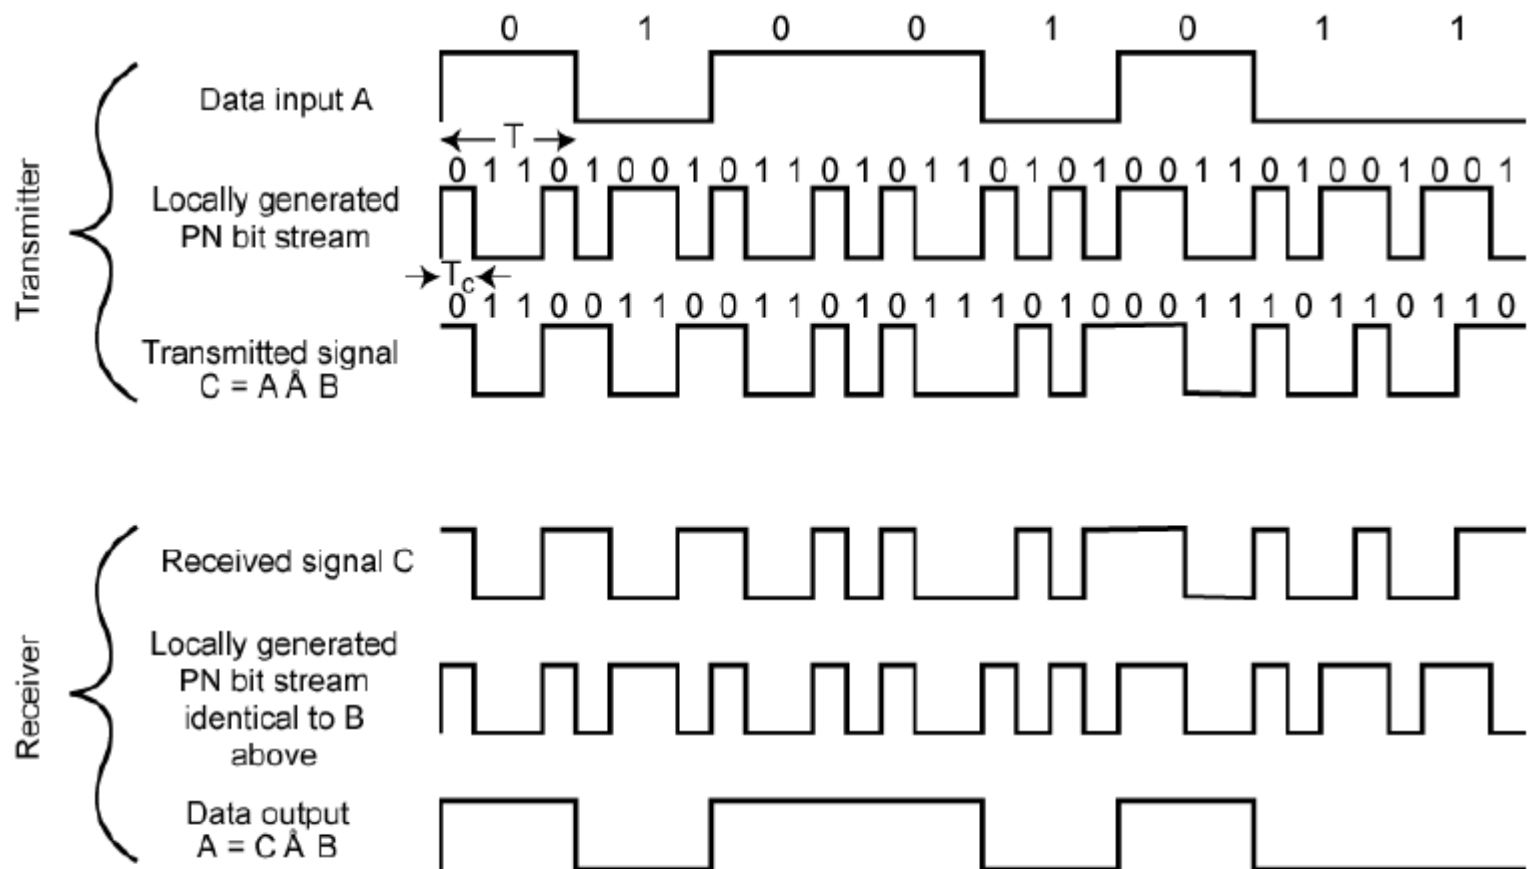 0 1 0 0 1 0 1 1
Data input A
T
0 1 1 0 1 0 0 1 0 1 1 0 1 0 1 1 0 1 0 1 0 0 1 1 0 1 0 0 1 0 0 1
Locally generated
PN bit stream
Tc
0 1 1 0 0 1 1 0 0 1 1 0 1 0 1 1 1 0 1 0 0 0 1 1 1 0 1 1 0 1 1 0
Transmitted signal
C = A Å B
Transmitter
Received signal C
Locally generated
PN bit stream
identical to B
above
Data output
A = C Å B
Receiver